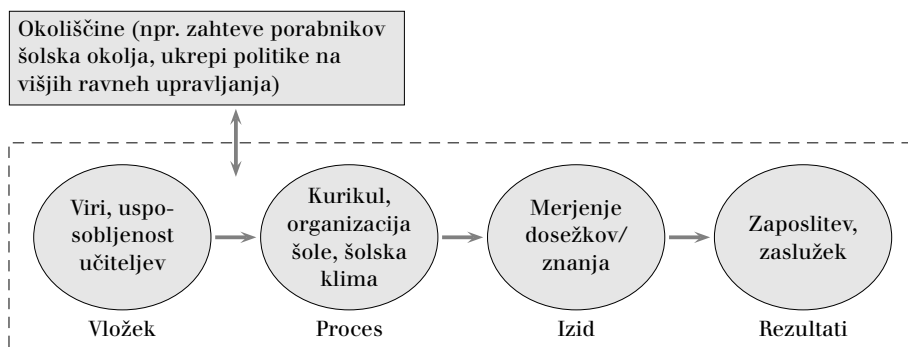 Okoliščine (npr. zahteve porabnikov
šolska okolja, ukrepi politike na
višjih ravneh upravljanja)
Viri, uspo-
sobljenost
učiteljev
Vložek
Kurikul,
organizacija
šole, šolska
klima
Proces
Merjenje
dosežkov/
znanja
Izid
Zaposlitev,
zaslužek
Rezultati